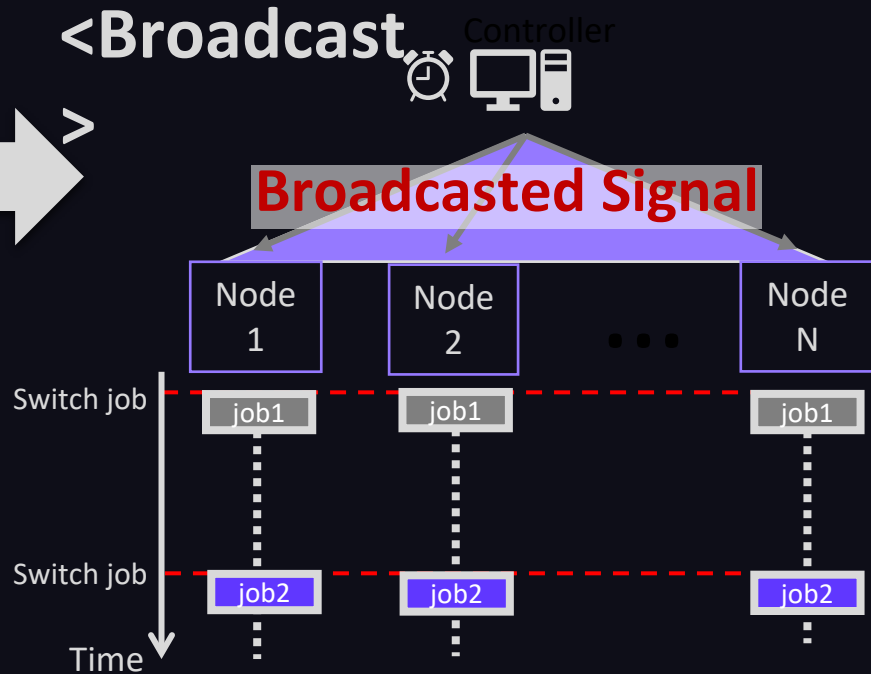 <Broadcast
>
Controller
Broadcasted Signal
Node
1
Node
2
...
Node
N
Switch job
job1
job1
job1
Switch job
job2
job2
job2
Time